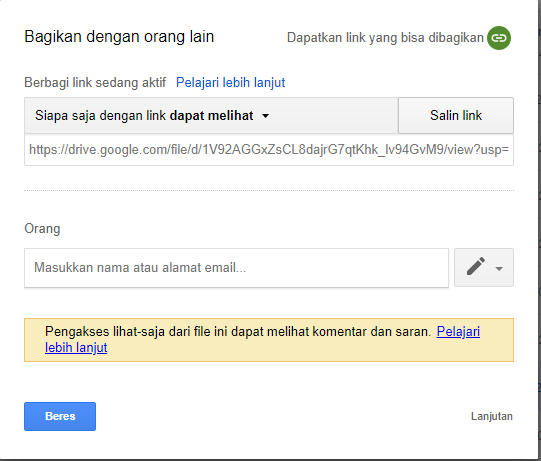 Bagikan dengan orang lain
Dapatkan link yang bisa dibagikan
Berbagi link sedang aktif Pelajari lebih lanjut
Siapa saja dengan link dapat melihat
Salin link
https://drive.google.com/file/d/1V92AGGxZsCL8dajrG7qtKhk_lv94GvM9/view?usp=
Orang
Masukkan nama atau alamat email...
Pengakses lihat-saja dari file ini dapat melihat komentar dan saran. Pelajari
lebih lanjut
Beres
Lanjutan